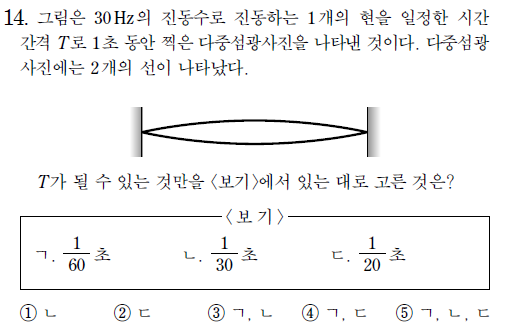 14. 그림은 30Hz의 진동수로 진동하는 1개의 현을 일정한 시간
간격 T로 1초 동안 찍은 다중섬광사진을 나타낸 것이다. 다중섬광
사진에는 2개의 선이 나타났다.
T가 될 수 있는 것만을 〈보기〉에서 있는 대로 고른 것은?
〈보기〉
ㄱ. 1/60 초 ㄴ. 1/30 초 ㄷ. 1/20 초
① ㄴ ② ㄷ ③ ㄱ, ㄴ ④ ㄱ, ㄷ ⑤ ㄱ, ㄴ, ㄷ